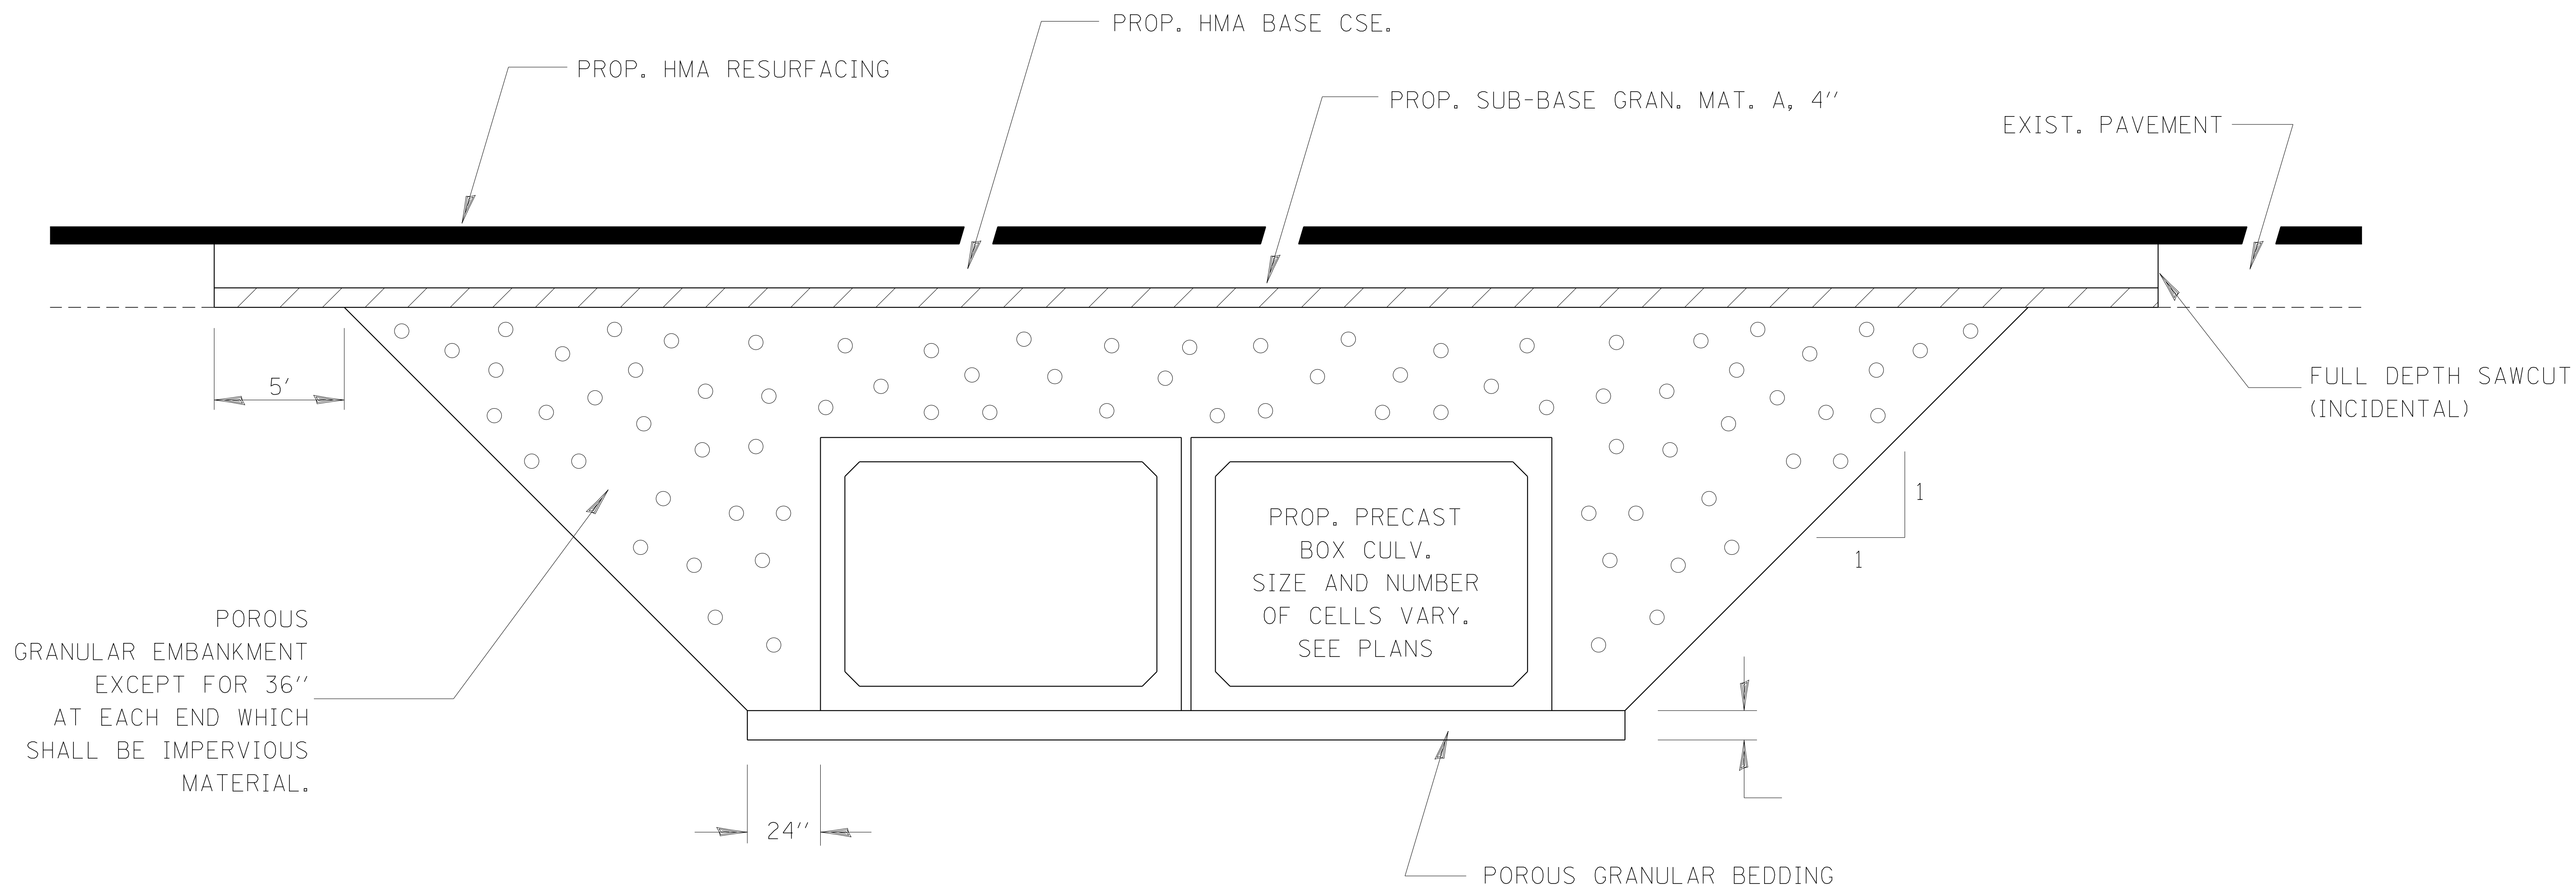 PROP. HMA BASE CSE.
PROP. HMA RESURFACING
PROP. SUB-BASE GRAN. MAT. A, 4''
EXIST. PAVEMENT
5'
FULL DEPTH SAWCUT
(INCIDENTAL)
1
1
PROP. PRECAST
BOX CULV.
SIZE AND NUMBER
OF CELLS VARY.
SEE PLANS
POROUS
GRANULAR EMBANKMENT
EXCEPT FOR 36''
AT EACH END WHICH
SHALL BE IMPERVIOUS
MATERIAL.
24''
POROUS GRANULAR BEDDING